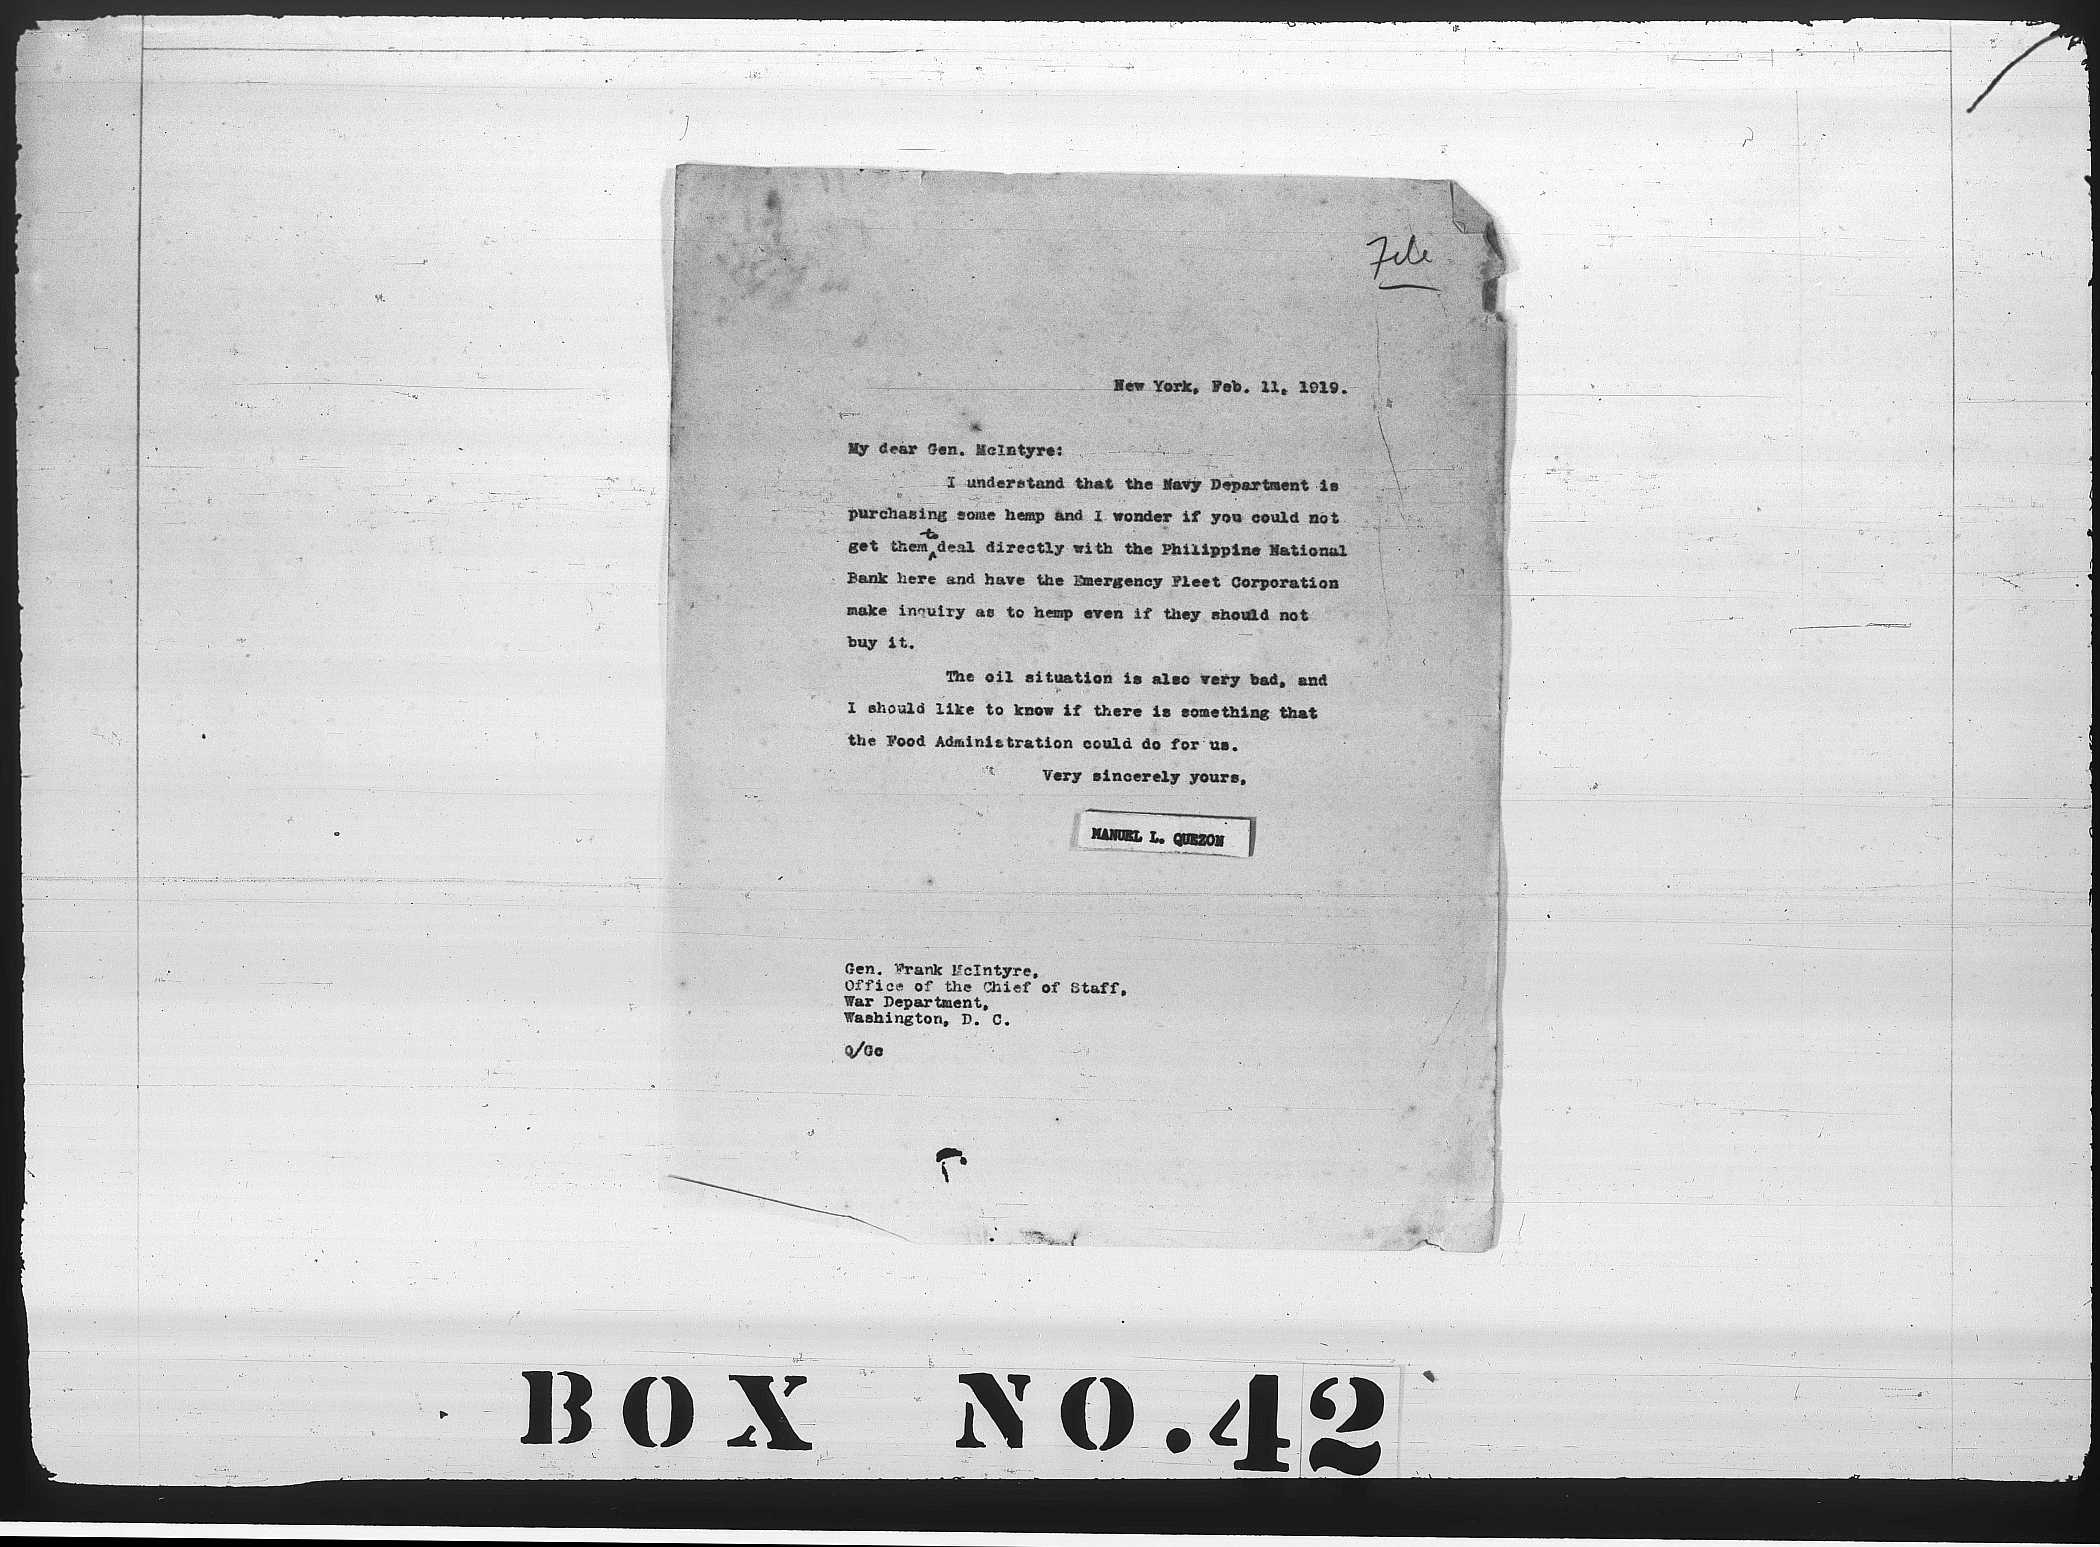 File
New York, Feb. 11, 1919.
My dear Gen. McIntyre:
I understand that the Navy Department is
purchasing some hemp and I wonder if you could not
get them to deal directly with the Philippine National
Bank here and have the Emergency Fleet Corporation
make inquiry as to hemp even if they should not
buy it.
The oil situation is also very bad, and
I should like to know if there is something that
the Food Administration could do for us.
Very sincerely yours,
MANUEL L. QUEZON
Gen. Frank McIntyre,
Office of the Chief of Staff,
War Department,
Washington, D. C.
Q/Gc
BOX NO. 42